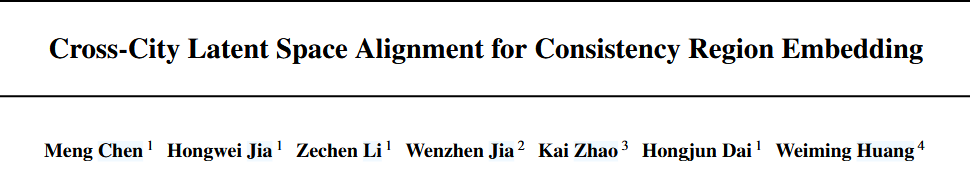 Cross-City Latent Space Alignment for Consistency Region Embedding
Meng Chen 1 Hongwei Jia 1 Zechen Li 1 Wenzhen Jia 2 Kai Zhao 3 Hongjun Dai 1 Weiming Huang 4